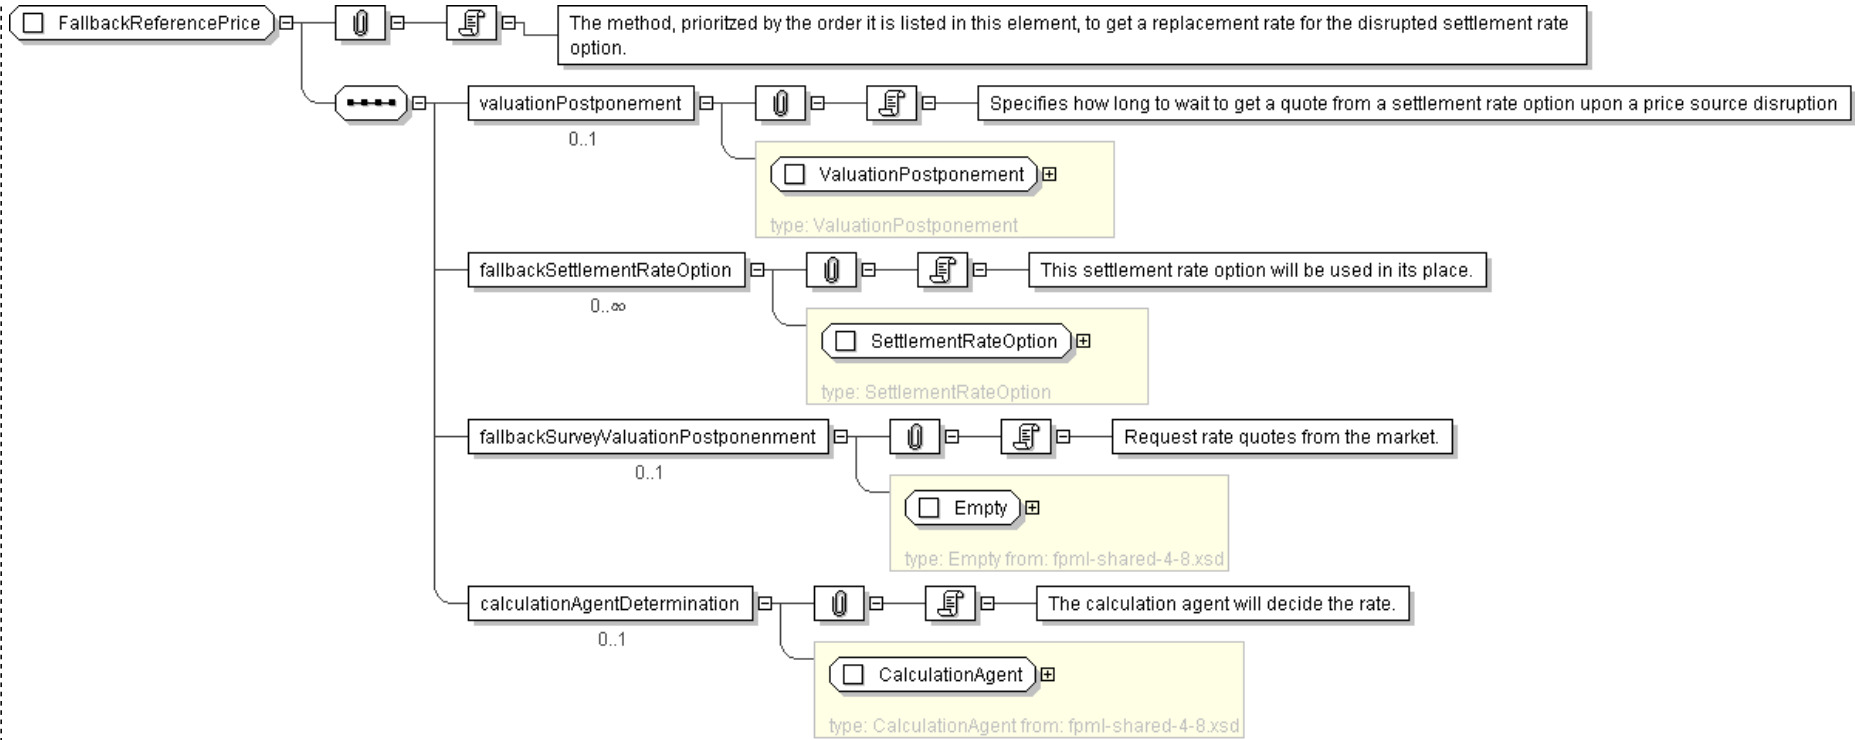 FallbackReferencePrice
The method, prioritzed by the order it is listed in this element, to get a replacement rate for the disrupted settlement rate
option.
valuationPostponement
Specifies how long to wait to get a quote from a settlement rate option upon a price source disruption
0..1
ValuationPostponement
type: ValuationPostponement
fallbackSettlementRateOption
This settlement rate option will be used in its place.
0..∞
SettlementRateOption
type: SettlementRateOption
fallbackSurveyValuationPostponenment
Request rate quotes from the market.
0..1
Empty
type: Empty from: fpml-shared-4-8.xsd
calculationAgentDetermination
The calculation agent will decide the rate.
0..1
CalculationAgent
type: CalculationAgent from: fpml-shared-4-8.xsd